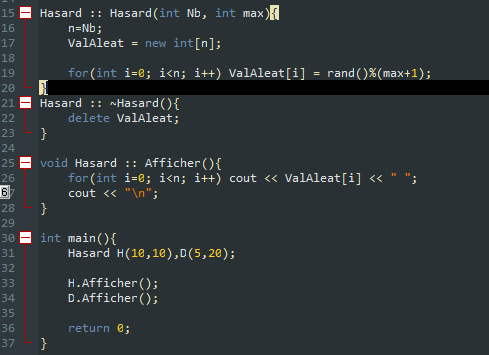 14
15 Hasard :: Hasard(int Nb, int max){
16 n=Nb;
17 ValAleat = new int[n];
18
19 for(int i=0; i<n; i++) ValAleat[i] = rand()%(max+1);
20 }
21 Hasard :: ~Hasard(){
22 delete ValAleat;
23 }
24
25 void Hasard :: Afficher(){
26 for(int i=0; i<n; i++) cout << ValAleat[i] << " ";
6 7 cout << "\n";
28 }
29
30 int main(){
31 Hasard H(10,10),D(5,20);
32
33 H.Afficher();
34 D.Afficher();
35
36 return 0;
37 }